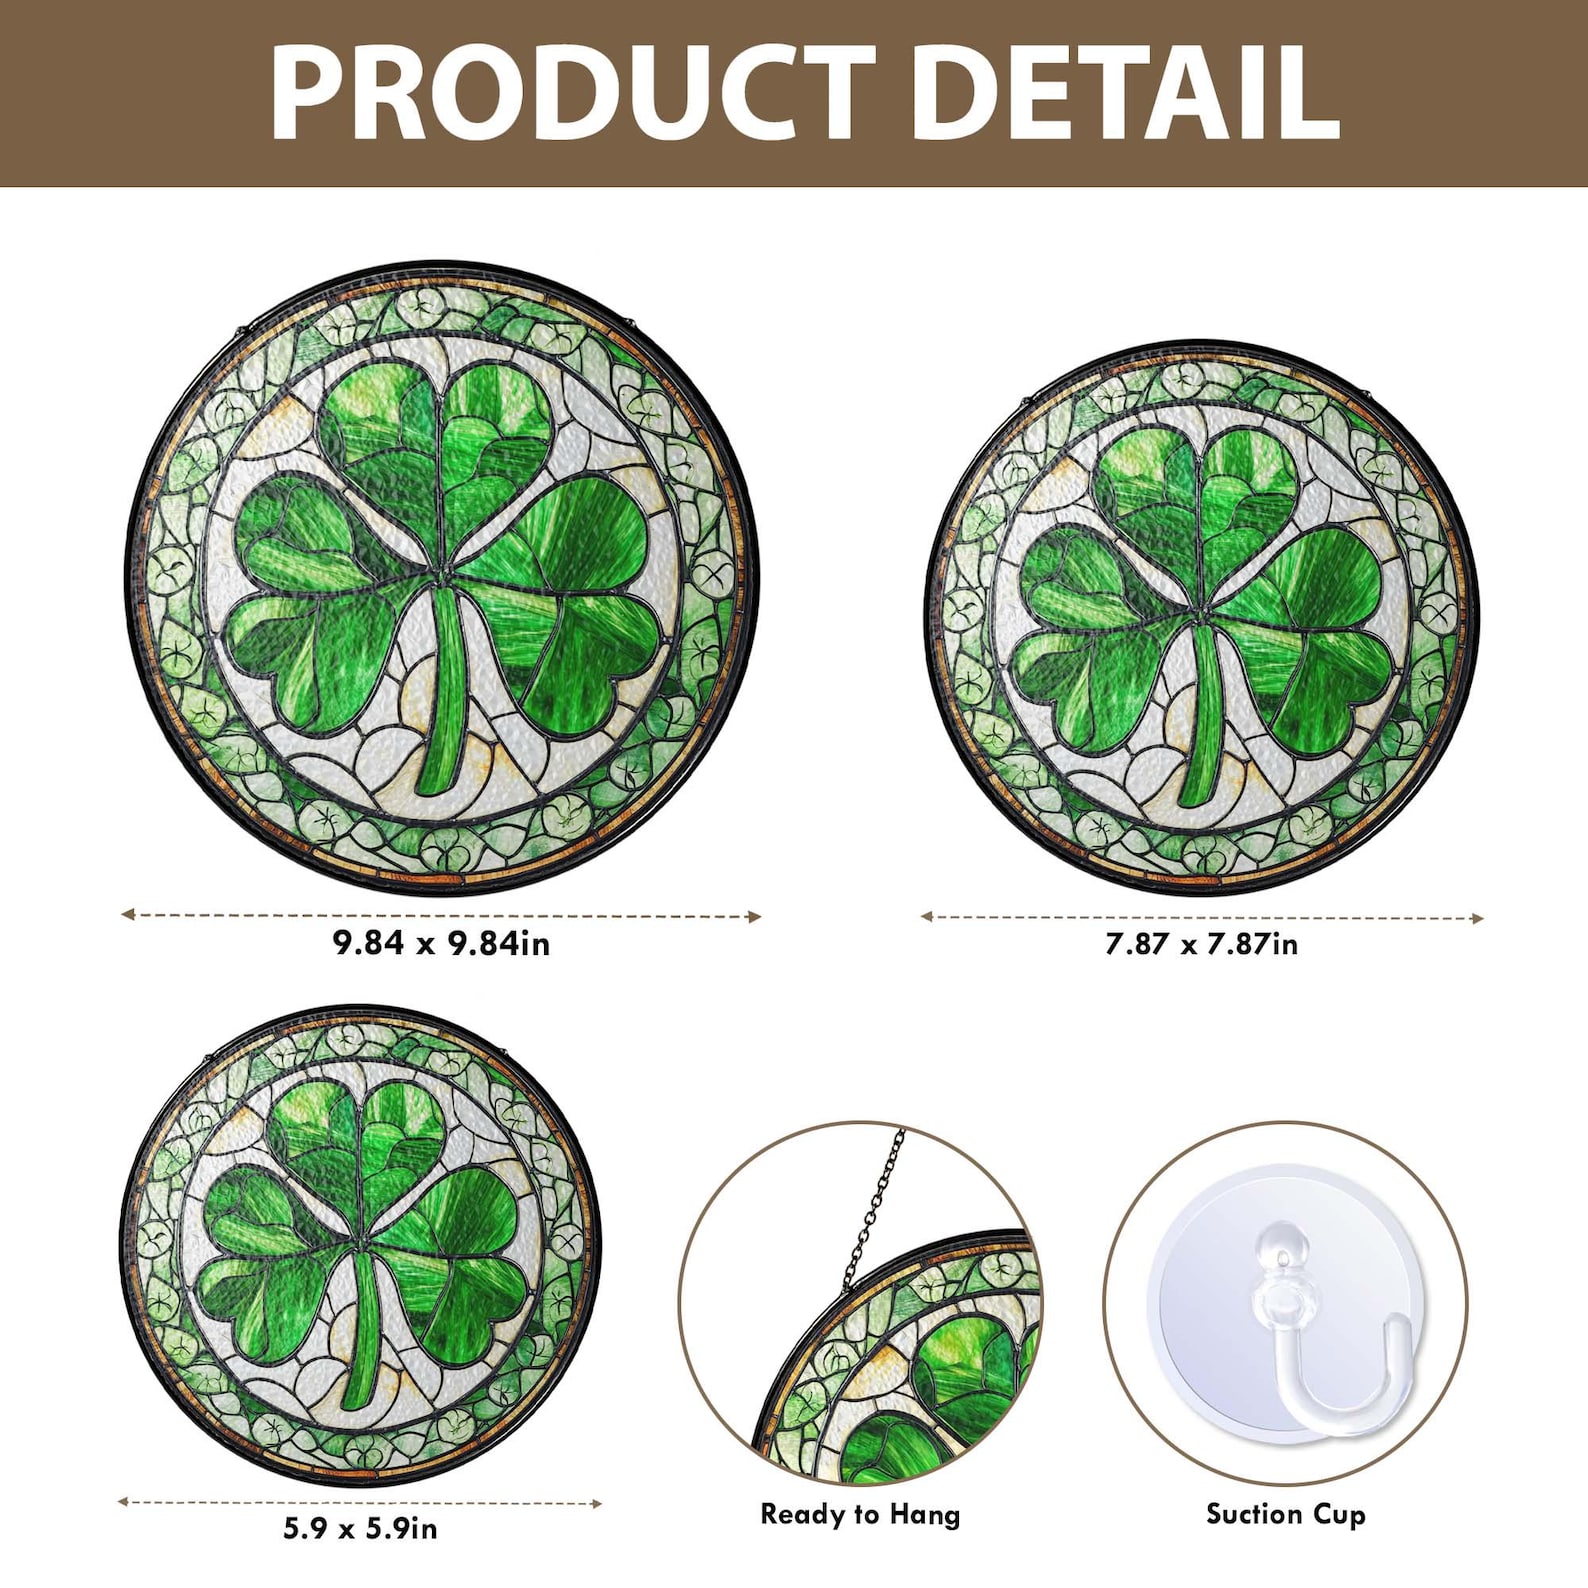 PRODUCT DETAIL
9.84 x 9.84in
7.87 x 7.87in
5.9 x 5.9in
Ready to Hang
Suction Cup